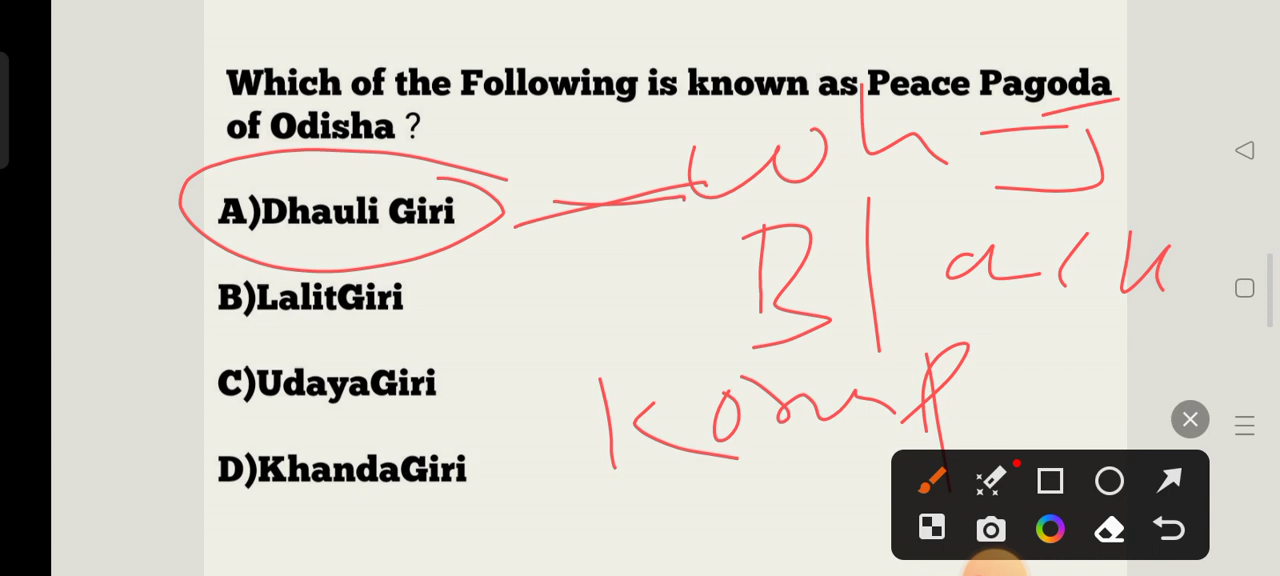 Which of the Following is known as Peace Pagoda
of Odisha ?
A)Dhauli Giri
B)LalitGiri
Black
C)UdayaGiri
D)KhandaGiri